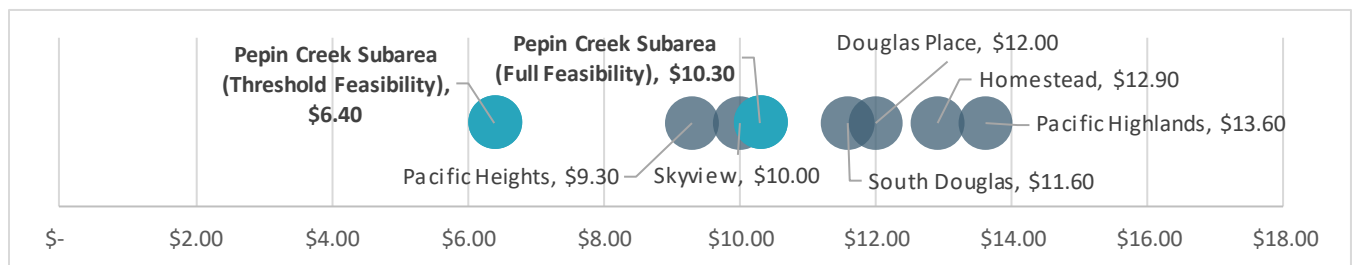 Pepin Creek Subarea
(Threshold Feasibility),
$6.40
Pepin Creek Subarea
(Full Feasibility), $10.30
Douglas Place, $12.00
Homestead, $12.90
Pacific Highlands, $13.60
Pacific Heights, $9.30
Skyview, $10.00
South Douglas, $11.60
$-
$2.00
$4.00
$6.00
$8.00
$10.00
$12.00
$14.00
$16.00
$18.00